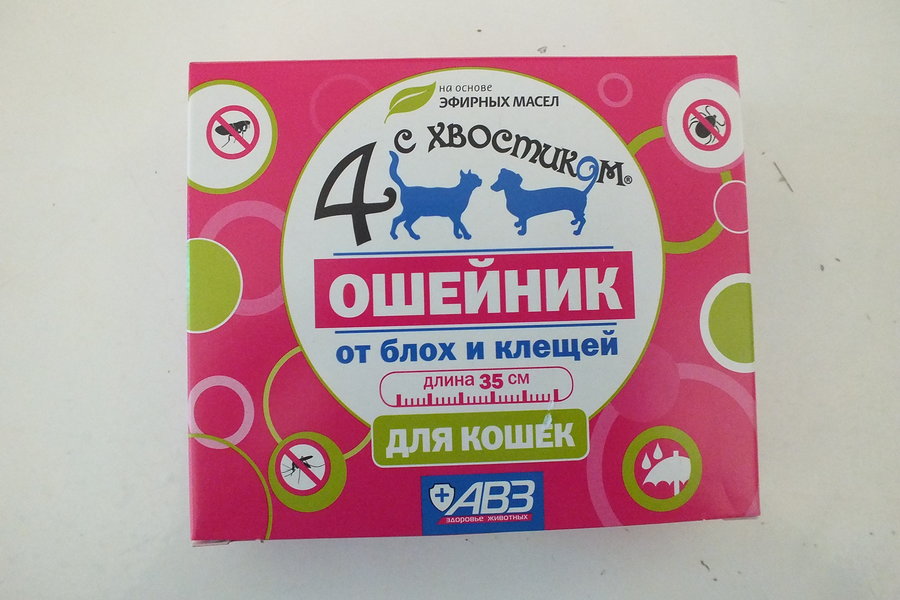 на основе
ЭФИРНЫХ МАСЕЛ
4 С ХВОСТИКОМ®
ОШЕЙНИК
от блох и клещей
длина 35 см
ДЛЯ КОШЕК
АВЗ
здоровье животных